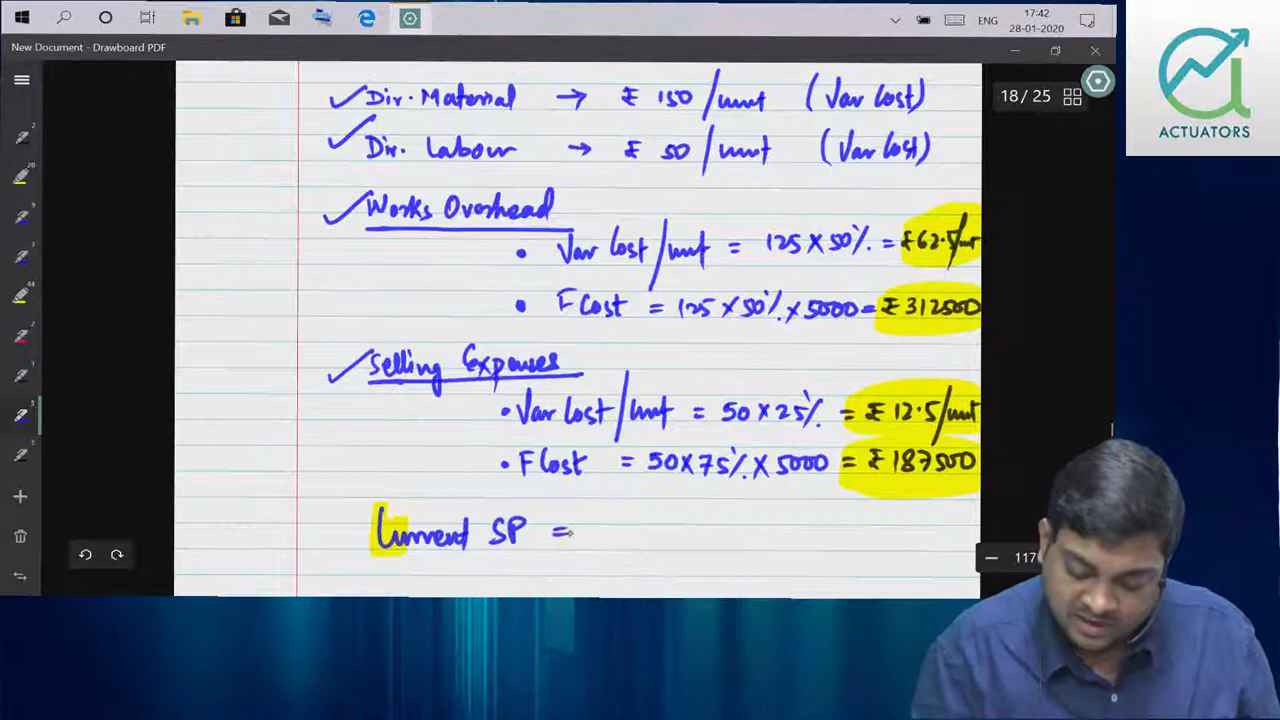 17:42
ENG
28-01-2020
New Document - Drawboard PDF
18 / 25
ACTUATORS
Dir. Material → ₹ 150/unit (Var Cost)
Dir. Labour → ₹ 50/unit (Var Cost)
Works Overhead
• Var Cost/unit = 125 X 50% = ₹62.5/
• F Cost = 125 X 50% X 5000 = ₹ 312500
Selling Expenses
• Var Cost/unit = 50 X 25% = ₹ 12.5/unit
• F Cost = 50X75% X 5000 = ₹ 187500
Current SP =